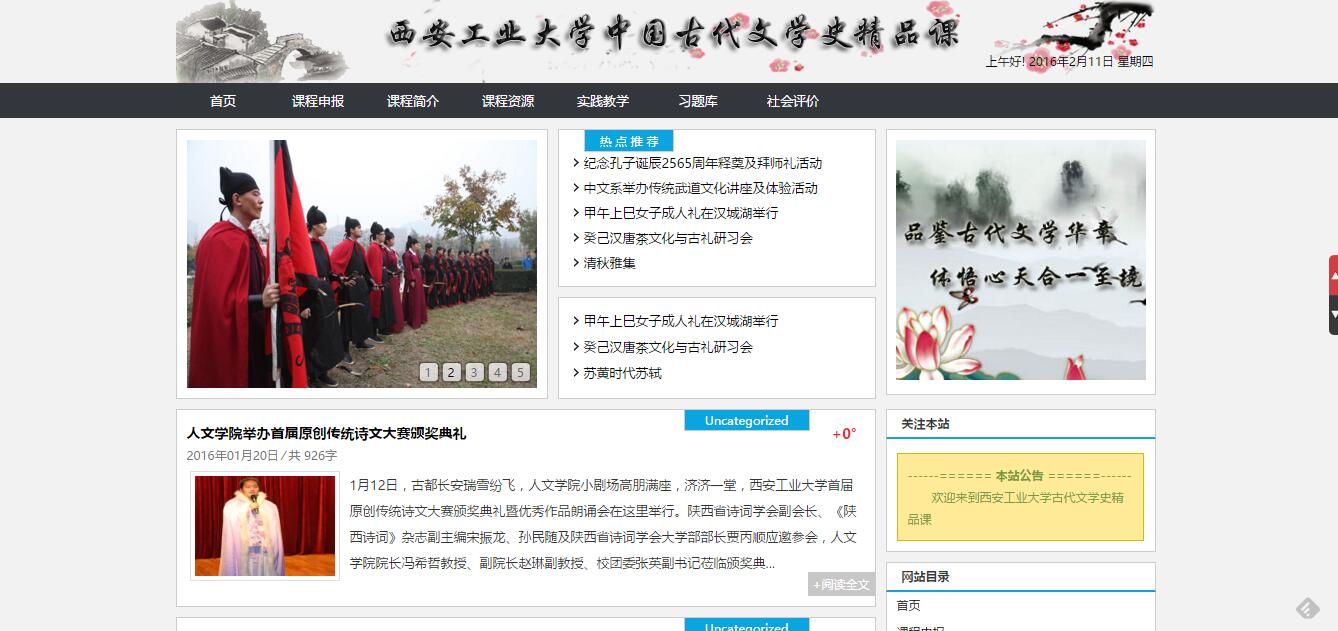 西安工业大学中国古代文学史精品课
上午好! 2016年2月11日 星期四
首页 课程申报 课程简介 课程资源 实践教学 习题库 社会评价
热点推荐
纪念孔子诞辰2565周年释奠及拜师礼活动
中文系举办传统武道文化讲座及体验活动
甲午上巳女子成人礼在汉城湖举行
癸己汉唐茶文化与古礼研习会
清秋雅集
1 2 3 4 5
甲午上巳女子成人礼在汉城湖举行
癸己汉唐茶文化与古礼研习会
苏黄时代苏轼
品鉴古代文学华章
体悟心天合一至境
Uncategorized
人文学院举办首届原创传统诗文大赛颁奖典礼
+0°
2016年01月20日 ⁄ 共 926字
1月12日，古都长安瑞雪纷飞，人文学院小剧场高朋满座，济济一堂，西安工业大学首届
原创传统诗文大赛颁奖典礼暨优秀作品朗诵会在这里举行。陕西省诗词学会副会长、《陕
西诗词》杂志副主编宋振龙、孙民随及陕西省诗词学会大学部部长贾丙顺应邀参会，人文
学院院长冯希哲教授、副院长赵琳副教授、校团委张英副书记莅临颁奖典...
+阅读全文
关注本站
------====== 本站公告 ======------
欢迎来到西安工业大学古代文学史精
品课
网站目录
首页
课程申报
Uncategorized